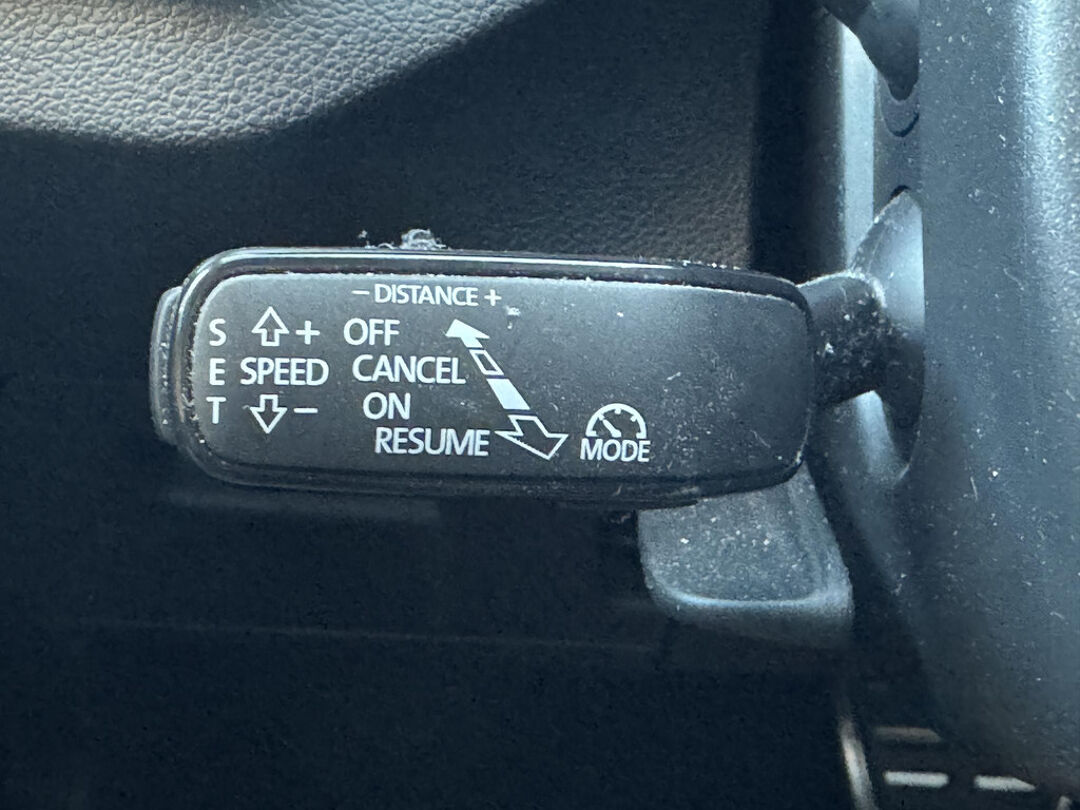 − DISTANCE +
S + OFF
E SPEED CANCEL
T − ON
RESUME MODE